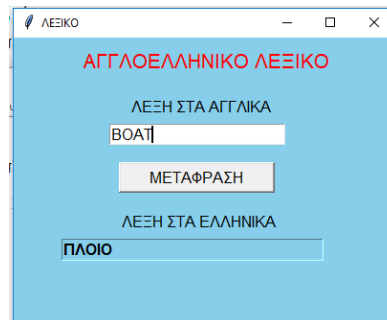 ΛΕΞΙΚΟ
ΑΓΓΛΟΕΛΛΗΝΙΚΟ ΛΕΞΙΚΟ
ΛΕΞΗ ΣΤΑ ΑΓΓΛΙΚΑ
BOAT
ΜΕΤΑΦΡΑΣΗ
ΛΕΞΗ ΣΤΑ ΕΛΛΗΝΙΚΑ
ΠΛΟΙΟ